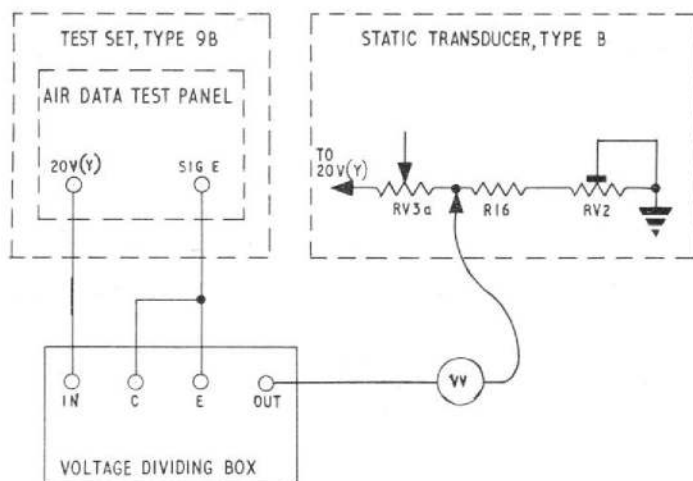 TEST SET, TYPE 9B
AIR DATA TEST PANEL
20V(Y)
SIG E
STATIC TRANSDUCER, TYPE B
TO
20V(Y)
RV3a
R16
RV2
IN
C
E
OUT
VV
VOLTAGE DIVIDING BOX